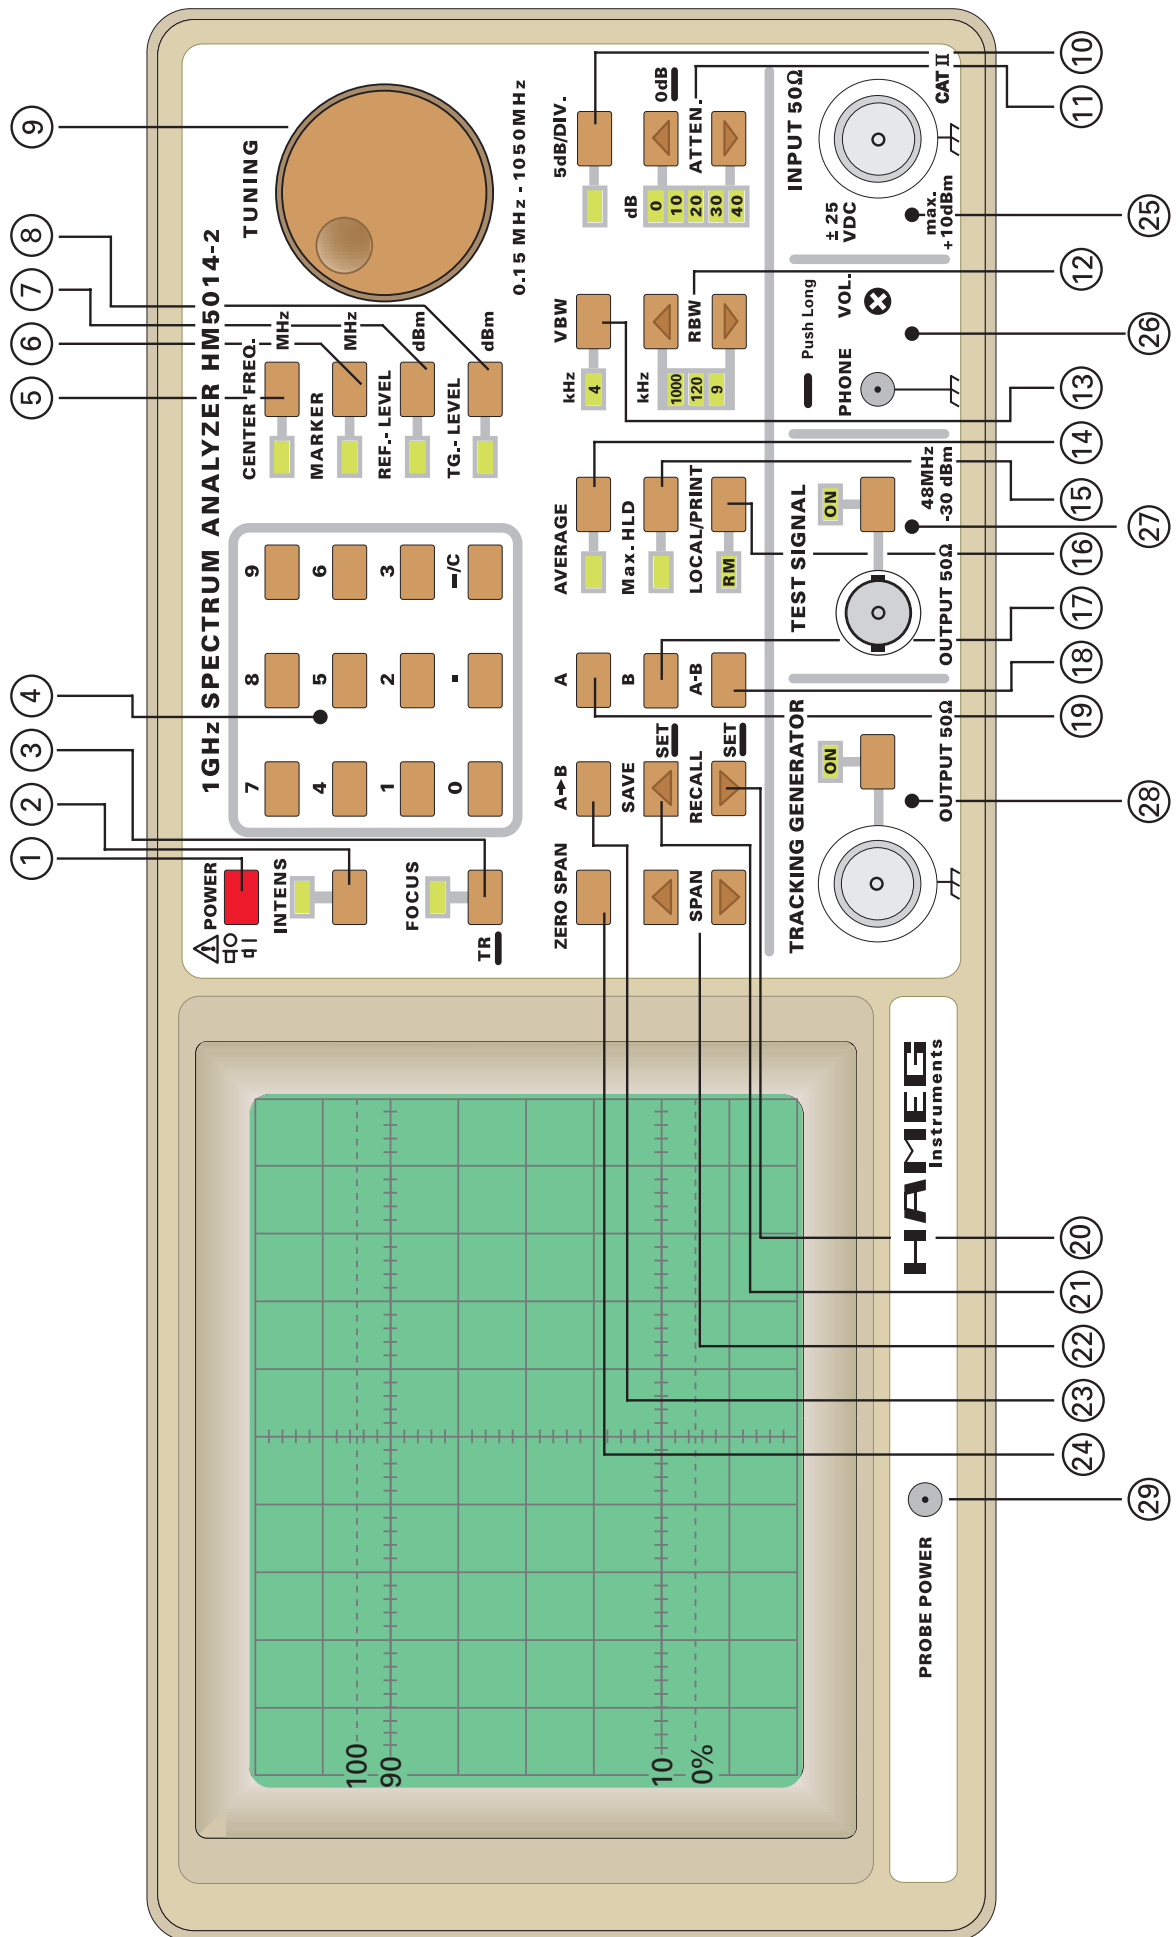 1
2
3
4
5
6
7
8
9
POWER
INTENS
FOCUS
TR
1GHz SPECTRUM ANALYZER HM5014-2
7
8
9
4
5
6
1
2
3
0
.
–/C
CENTER FREQ.
MHz
MARKER
MHz
REF.- LEVEL
dBm
TG.- LEVEL
dBm
TUNING
0.15 MHz - 1050MHz
ZERO SPAN
SPAN
A→B
SAVE
SET
RECALL
SET
A
B
A-B
AVERAGE
Max. HLD
LOCAL/PRINT
RM
VBW
kHz
4
kHz
1000
120
9
RBW
5dB/DIV.
dB
0
10
20
30
40
0dB
ATTEN.
TRACKING GENERATOR
ON
OUTPUT 50Ω
TEST SIGNAL
ON
48MHz
-30 dBm
OUTPUT 50Ω
Push Long
PHONE
VOL.
INPUT 50Ω
± 25
VDC
max.
+10dBm
CAT II
100
90
10
0%
PROBE POWER
HAMEG
Instruments
29
24
23
22
21
20
28
19
18
17
16
27
15
14
13
26
12
25
11
10